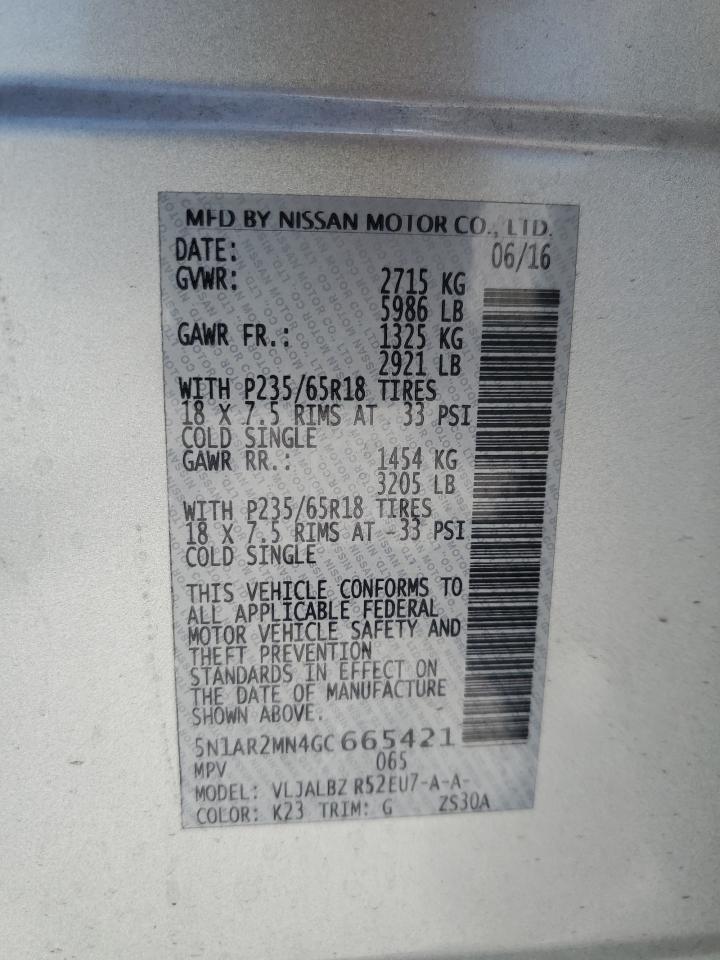 MFD BY NISSAN MOTOR CO., LTD.
DATE: 06/16
GVWR: 2715 KG
5986 LB
GAWR FR.: 1325 KG
2921 LB
WITH P235/65R18 TIRES
18 X 7.5 RIMS AT 33 PSI
COLD SINGLE
GAWR RR.: 1454 KG
3205 LB
WITH P235/65R18 TIRES
18 X 7.5 RIMS AT 33 PSI
COLD SINGLE
THIS VEHICLE CONFORMS TO
ALL APPLICABLE FEDERAL
MOTOR VEHICLE SAFETY AND
THEFT PREVENTION
STANDARDS IN EFFECT ON
THE DATE OF MANUFACTURE
SHOWN ABOVE.
5N1AR2MN4GC665421
MPV 065
MODEL: VLJALBZ R52EU7-A-A-
COLOR: K23 TRIM: G ZS30A